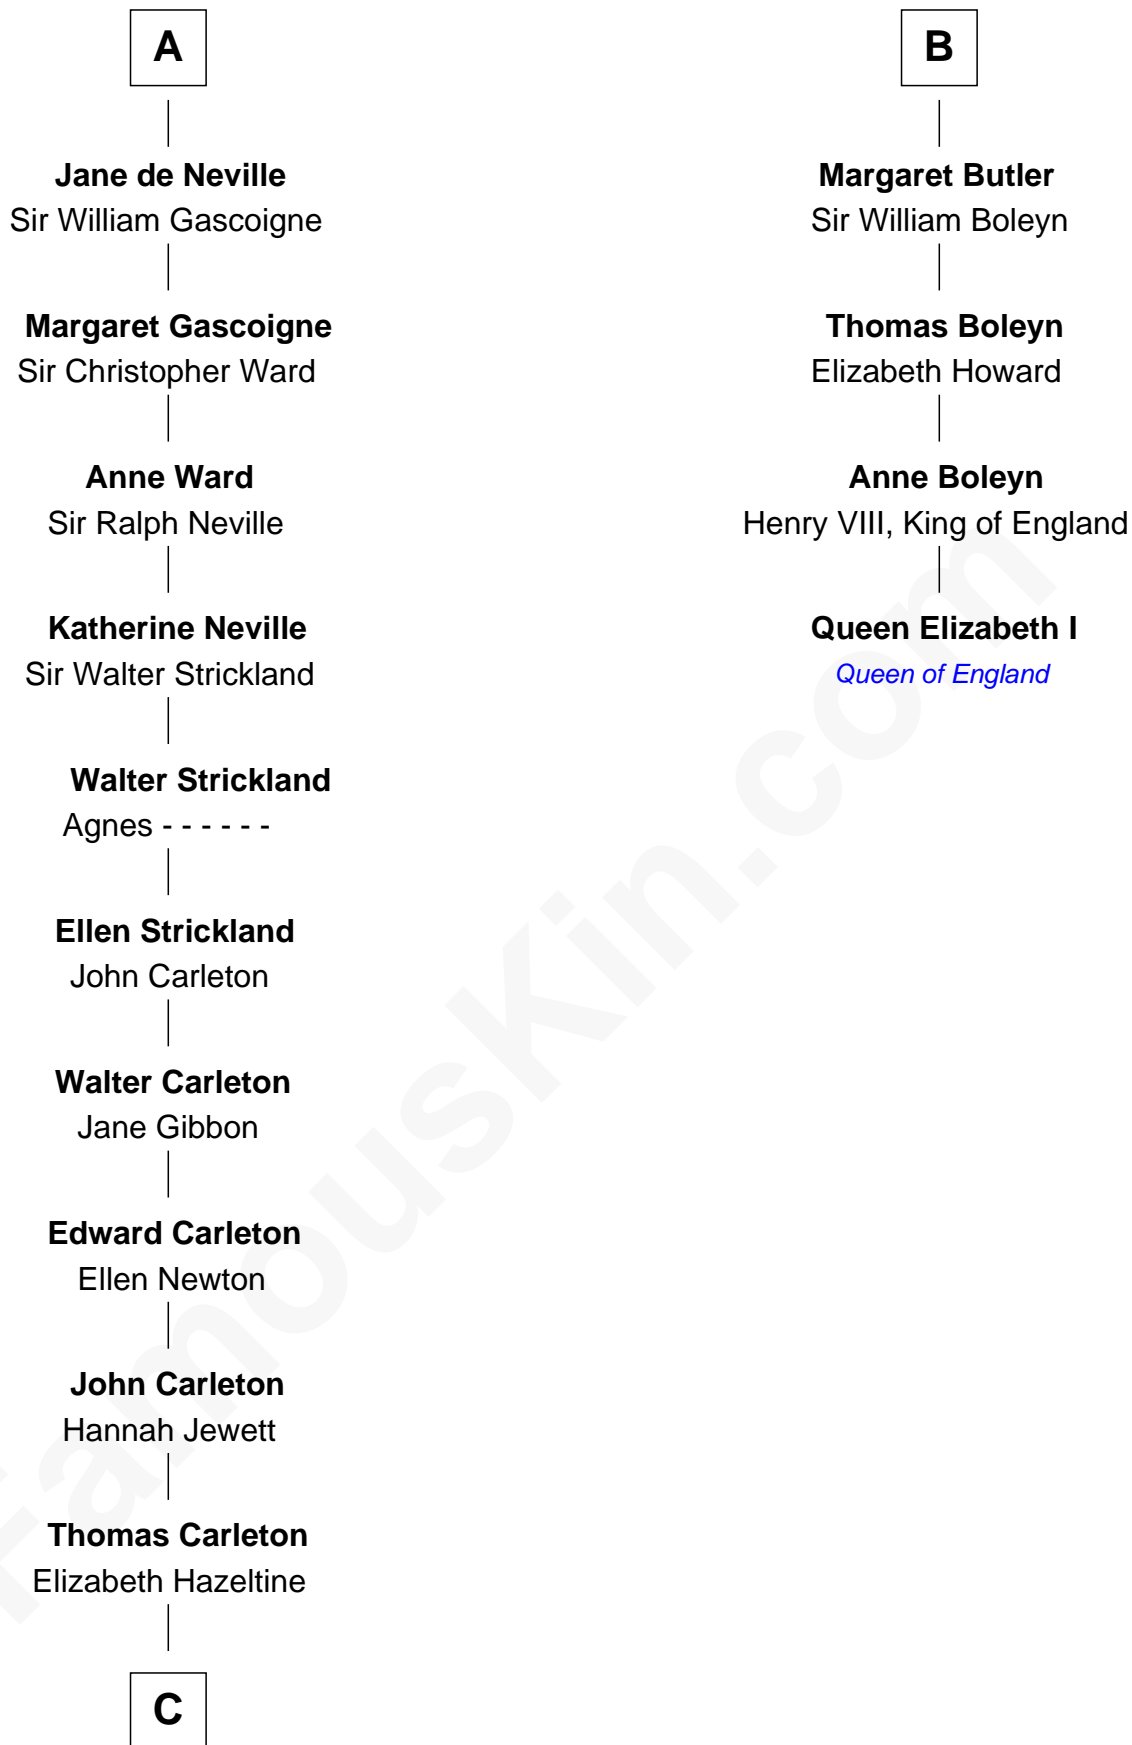 A
Jane de Neville
Sir William Gascoigne
Margaret Gascoigne
Sir Christopher Ward
Anne Ward
Sir Ralph Neville
Katherine Neville
Sir Walter Strickland
Walter Strickland
Agnes - - - - - -
Ellen Strickland
John Carleton
Walter Carleton
Jane Gibbon
Edward Carleton
Ellen Newton
John Carleton
Hannah Jewett
Thomas Carleton
Elizabeth Hazeltine
C
B
Margaret Butler
Sir William Boleyn
Thomas Boleyn
Elizabeth Howard
Anne Boleyn
Henry VIII, King of England
Queen Elizabeth I
Queen of England
FamousKin.com